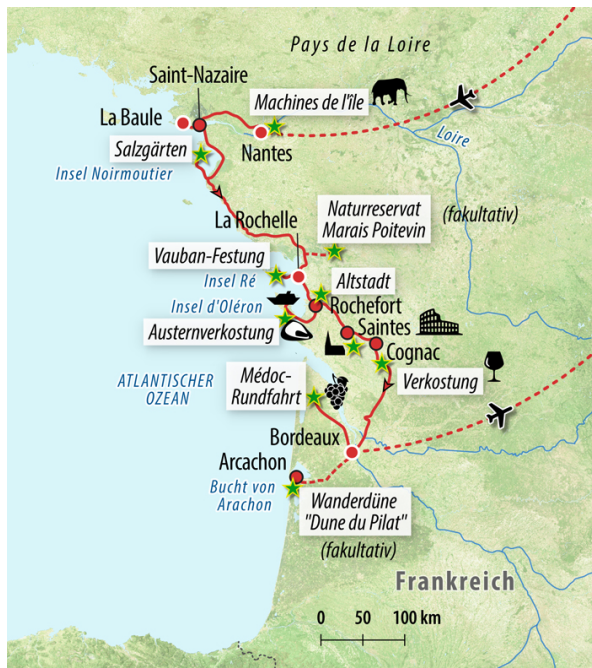 Pays de la Loire
Saint-Nazaire
La Baule
Machines de l'île
Loire
Salzgärten
Nantes
Insel Noirmoutier
La Rochelle
Naturreservat
Marais Poitevin
(fakultativ)
Vauban-Festung
Insel Ré
Altstadt
Insel d'Oléron
Rochefort
Austernverkostung
Saintes
Cognac
ATLANTISCHER
OZEAN
Médoc-
Rundfahrt
Verkostung
Bordeaux
Arcachon
Bucht von
Arachon
Wanderdüne
"Dune du Pilat"
(fakultativ)
Frankreich
0 50 100 km